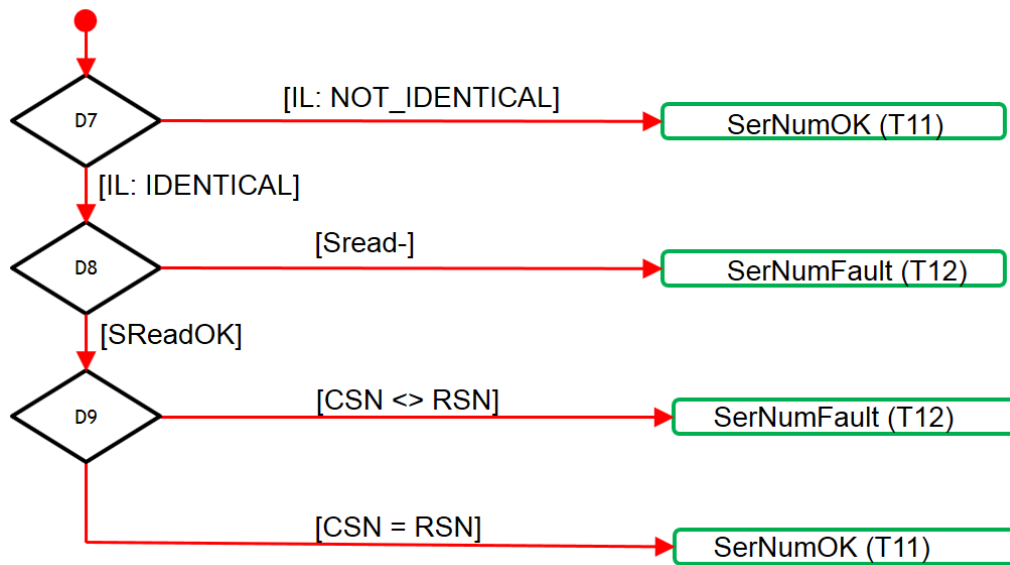 [IL: NOT_IDENTICAL]
D7
SerNumOK (T11)
[IL: IDENTICAL]
[Sread-]
D8
SerNumFault (T12)
[SReadOK]
[CSN <> RSN]
D9
SerNumFault (T12)
[CSN = RSN]
SerNumOK (T11)